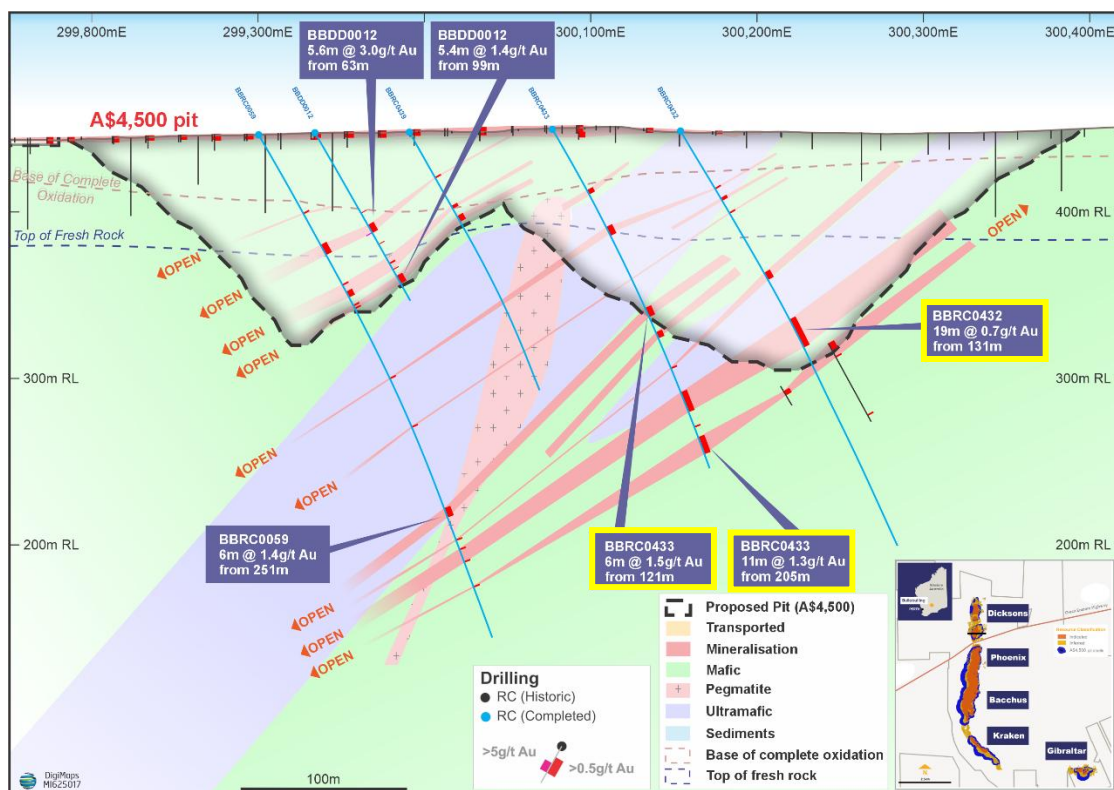 299,800mE
299,300mE
300,100mE
300,200mE
300,300mE
300,400mE
BBDD0012
5.6m @ 3.0g/t Au
from 63m
BBDD0012
5.4m @ 1.4g/t Au
from 99m
BBRC0059
BBDD0012
BBRC0433
BBRC0432
A$4,500 pit
Base of Complete
Oxidation
Top of Fresh Rock
400m RL
OPEN
OPEN
OPEN
OPEN
OPEN
300m RL
300m RL
BBRC0432
19m @ 0.7g/t Au
from 131m
OPEN
OPEN
200m RL
200m RL
BBRC0059
6m @ 1.4g/t Au
from 251m
BBRC0433
6m @ 1.5g/t Au
from 121m
BBRC0433
11m @ 1.3g/t Au
from 205m
OPEN
OPEN
OPEN
Proposed Pit (A$4,500)
Transported
Mineralisation
Mafic
Pegmatite
Ultramafic
Sediments
Base of complete oxidation
Top of fresh rock
Drilling
RC (Historic)
RC (Completed)
>5g/t Au
>0.5g/t Au
Dicksons
Phoenix
Bacchus
Kraken
Gibraltar
DigiMaps
MI625017
100m